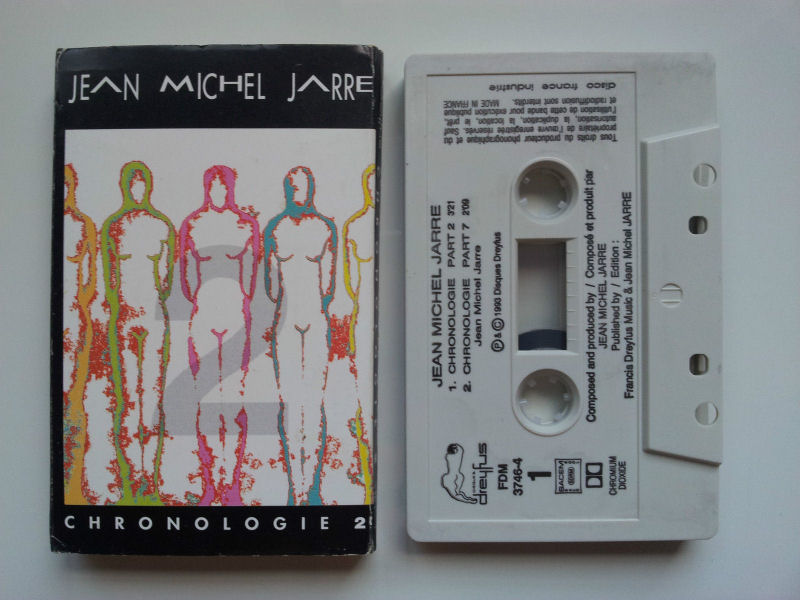 JEAN MICHEL JARRE
2
CHRONOLOGIE 2
disco france industrie
Tous droits du producteur phonographique et du
propriétaire de l'œuvre enregistrée réservés. Sauf
autorisation, la duplication, la location, le prêt,
l'utilisation de cette bande pour exécution publique
et radiodiffusion sont interdits. MADE IN FRANCE
JEAN MICHEL JARRE
1. CHRONOLOGIE PART 2 3'21
2. CHRONOLOGIE PART 7 2'09
Jean Michel Jarre
Ⓟ & © 1993 Disques Dreyfus
Composed and produced by / Composé et produit par
JEAN MICHEL JARRE
Published by / Edition :
Francis Dreyfus Music & Jean Michel JARRE
dreyfus
FDM
3746-4
1
SACEM
CHROMIUM
DIOXIDE